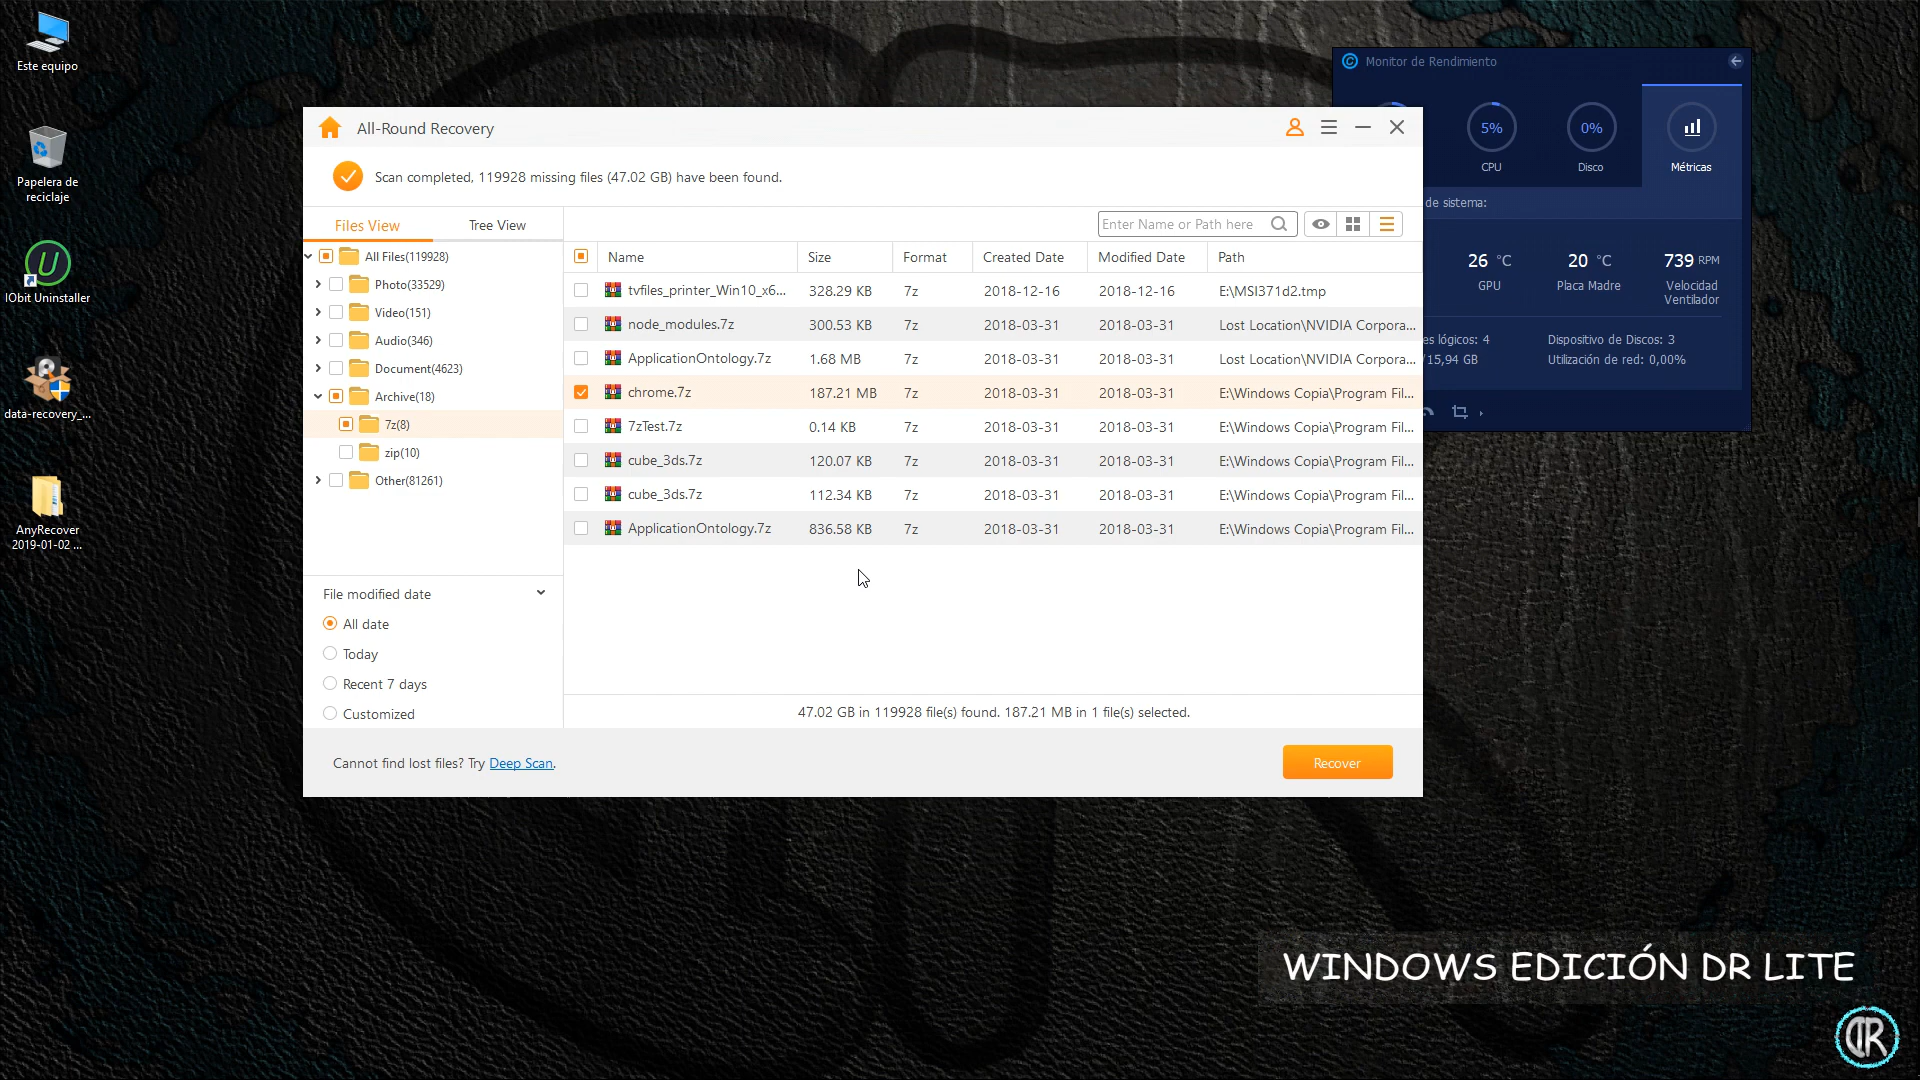 Este equipo
Papelera de
reciclaje
IObit Uninstaller
data-recovery_...
AnyRecover
2019-01-02 ...
All-Round Recovery
Scan completed, 119928 missing files (47.02 GB) have been found.
Files View
Tree View
Enter Name or Path here
All Files(119928)
Photo(33529)
Video(151)
Audio(346)
Document(4623)
Archive(18)
7z(8)
zip(10)
Other(81261)
Name Size Format Created Date Modified Date Path
tvfiles_printer_Win10_x6... 328.29 KB 7z 2018-12-16 2018-12-16 E:\MSI371d2.tmp
node_modules.7z 300.53 KB 7z 2018-03-31 2018-03-31 Lost Location\NVIDIA Corpora...
ApplicationOntology.7z 1.68 MB 7z 2018-03-31 2018-03-31 Lost Location\NVIDIA Corpora...
chrome.7z 187.21 MB 7z 2018-03-31 2018-03-31 E:\Windows Copia\Program Fil...
7zTest.7z 0.14 KB 7z 2018-03-31 2018-03-31 E:\Windows Copia\Program Fil...
cube_3ds.7z 120.07 KB 7z 2018-03-31 2018-03-31 E:\Windows Copia\Program Fil...
cube_3ds.7z 112.34 KB 7z 2018-03-31 2018-03-31 E:\Windows Copia\Program Fil...
ApplicationOntology.7z 836.58 KB 7z 2018-03-31 2018-03-31 E:\Windows Copia\Program Fil...
File modified date
All date
Today
Recent 7 days
Customized
47.02 GB in 119928 file(s) found. 187.21 MB in 1 file(s) selected.
Cannot find lost files? Try Deep Scan.
Recover
Monitor de Rendimiento
5%
CPU
0%
Disco
Métricas
de sistema:
26 °C
GPU
20 °C
Placa Madre
739 RPM
Velocidad
Ventilador
es lógicos: 4
Dispositivo de Discos: 3
/15,94 GB
Utilización de red: 0,00%
WINDOWS EDICIÓN DR LITE
DR